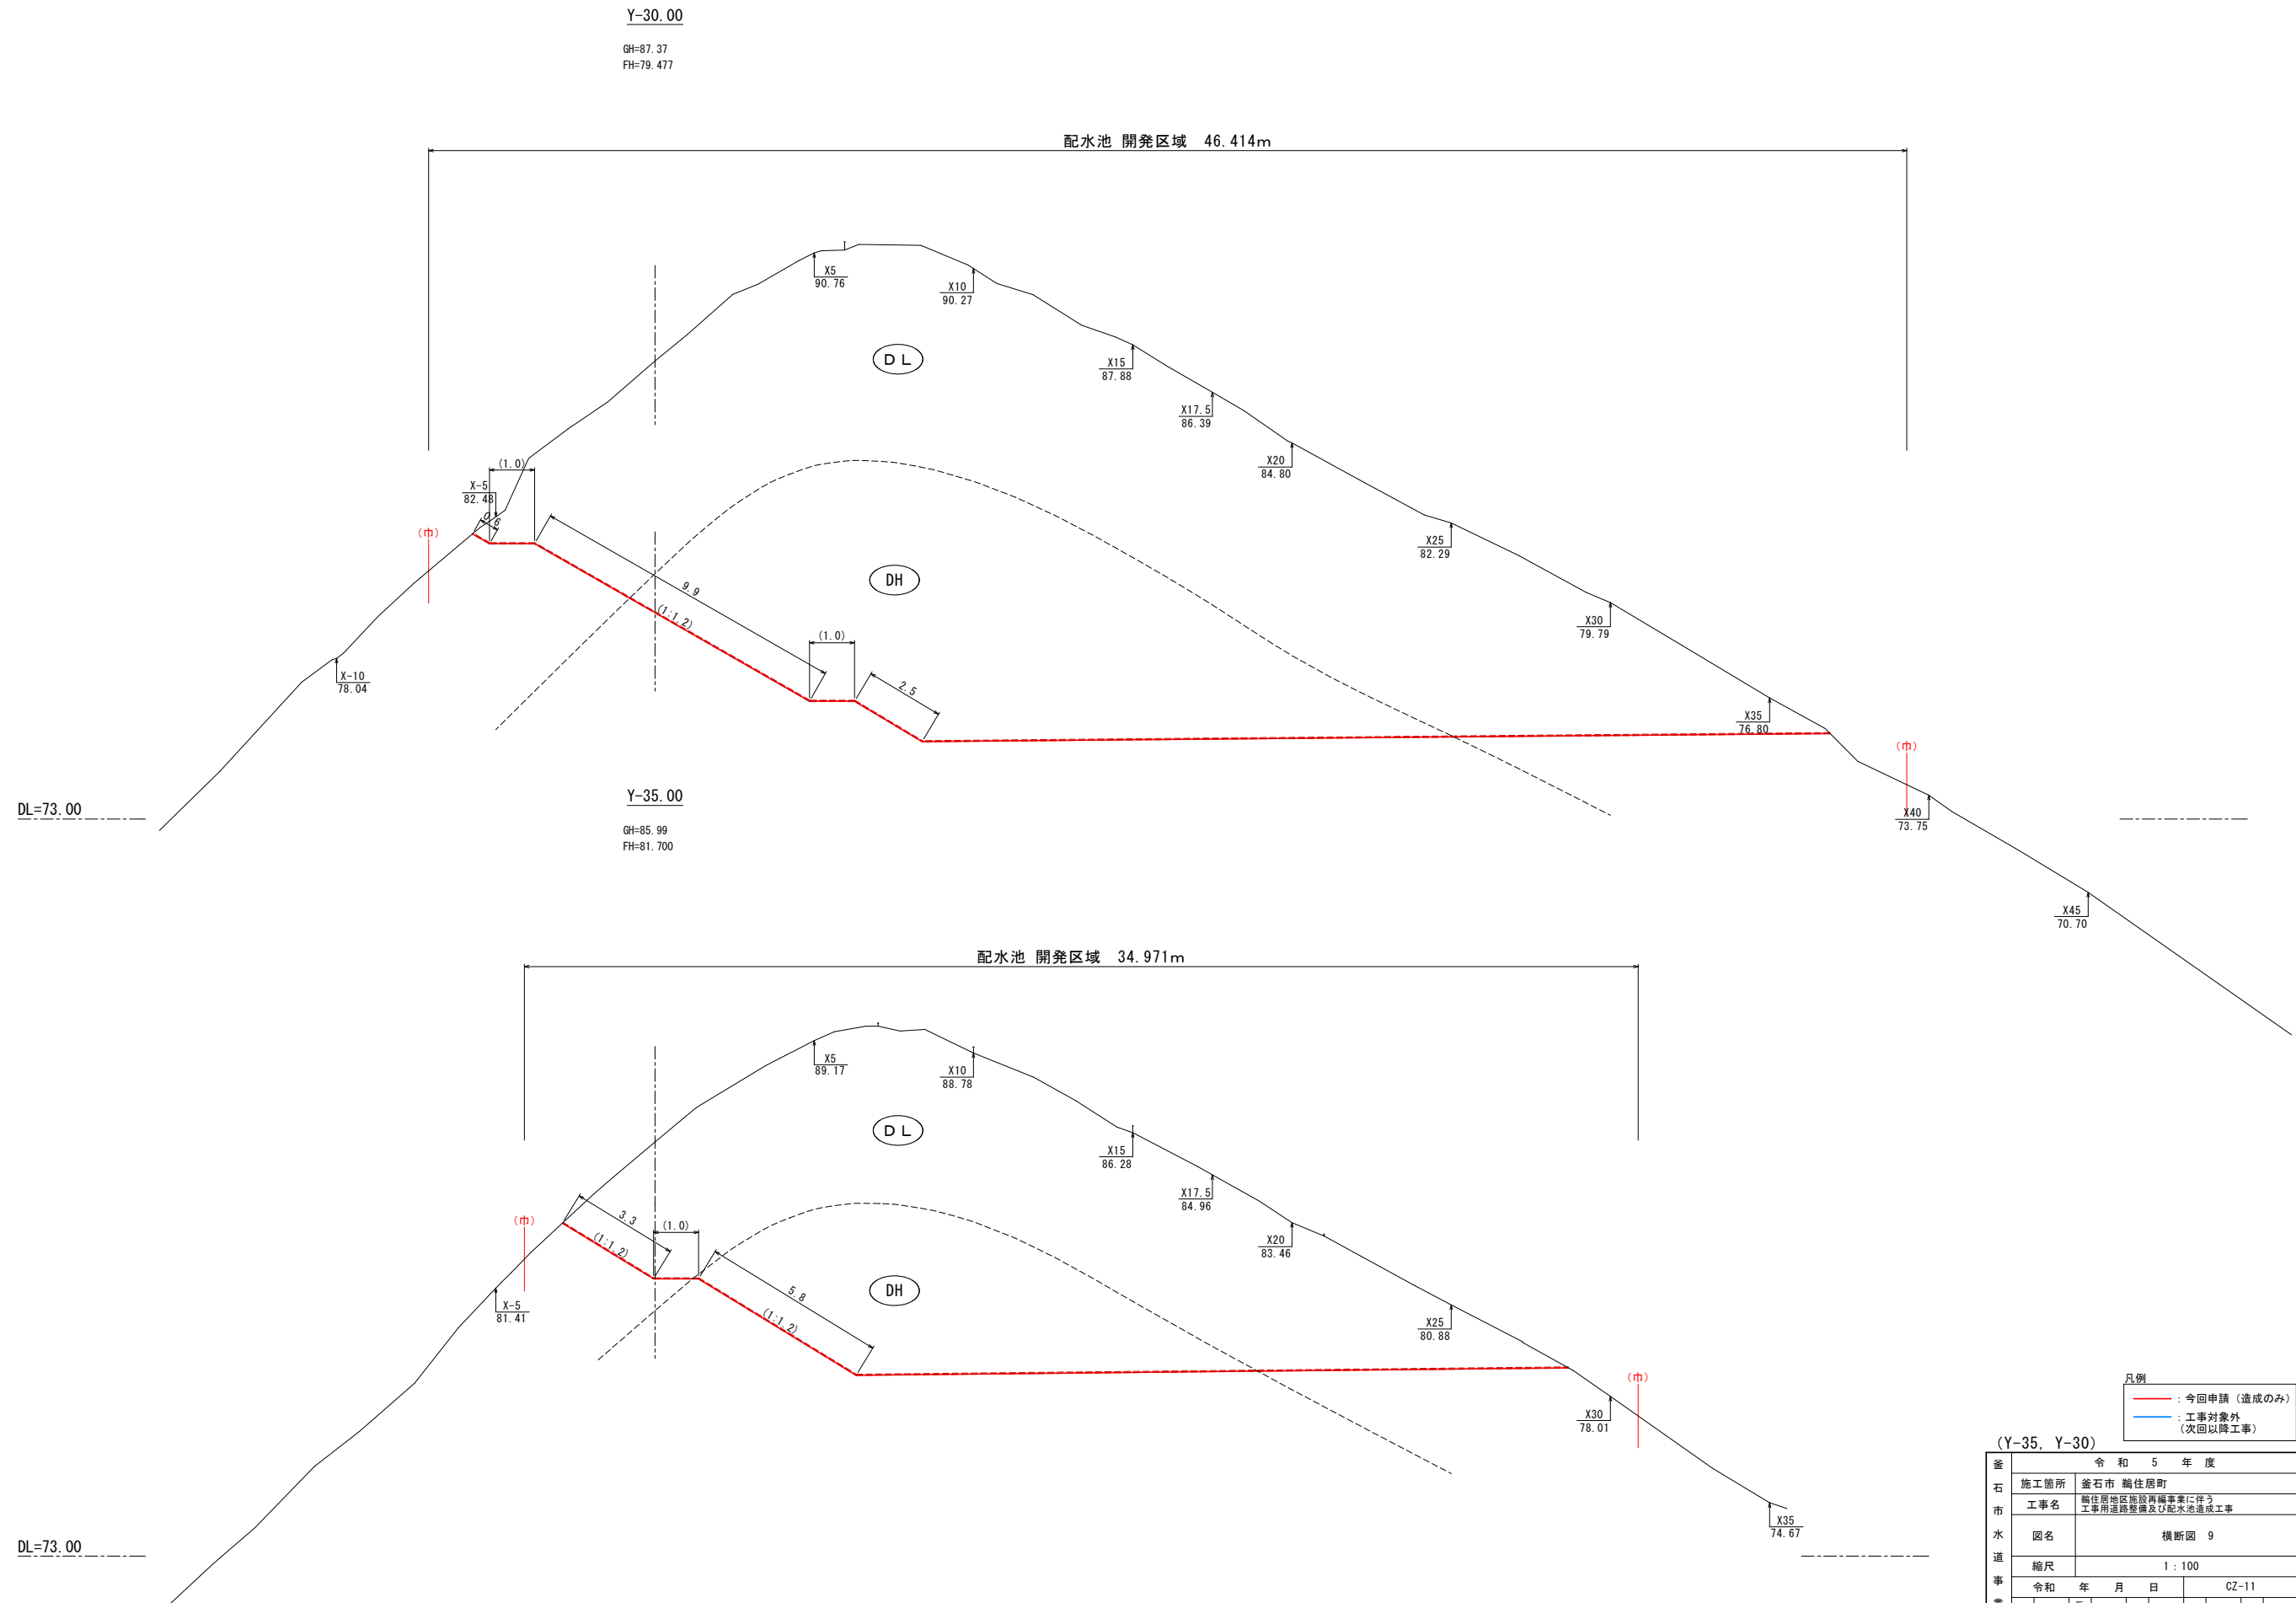 Y-30.00
GH=87.37
FH=79.477
配水池 開発区域 46.414m
X5
90.76
X10
90.27
DL
X15
87.88
X17.5
86.39
X20
84.80
(1.0)
X-5
82.48
0.6
(巾)
X25
82.29
DH
9.9
(1:1.2)
X30
79.79
(1.0)
X-10
78.04
2.5
X35
76.80
(巾)
DL=73.00
X40
73.75
Y-35.00
GH=85.99
FH=81.700
X45
70.70
配水池 開発区域 34.971m
X5
89.17
X10
88.78
DL
X15
86.28
X17.5
84.96
(巾)
3.3
(1.0)
(1:1.2)
X20
83.46
X-5
81.41
DH
5.8
(1:1.2)
X25
80.88
(巾)
X30
78.01
X35
74.67
DL=73.00
凡例
:今回申請(造成のみ)
:工事対象外
(次回以降工事)
(Y-35, Y-30)
釜石市水道事業
令和 5 年度
施工箇所 釜石市 鵜住居町
工事名 鵜住居地区施設再編事業に伴う
工事用道路整備及び配水池造成工事
図名 横断図 9
縮尺 1:100
令和 年 月 日 CZ-11